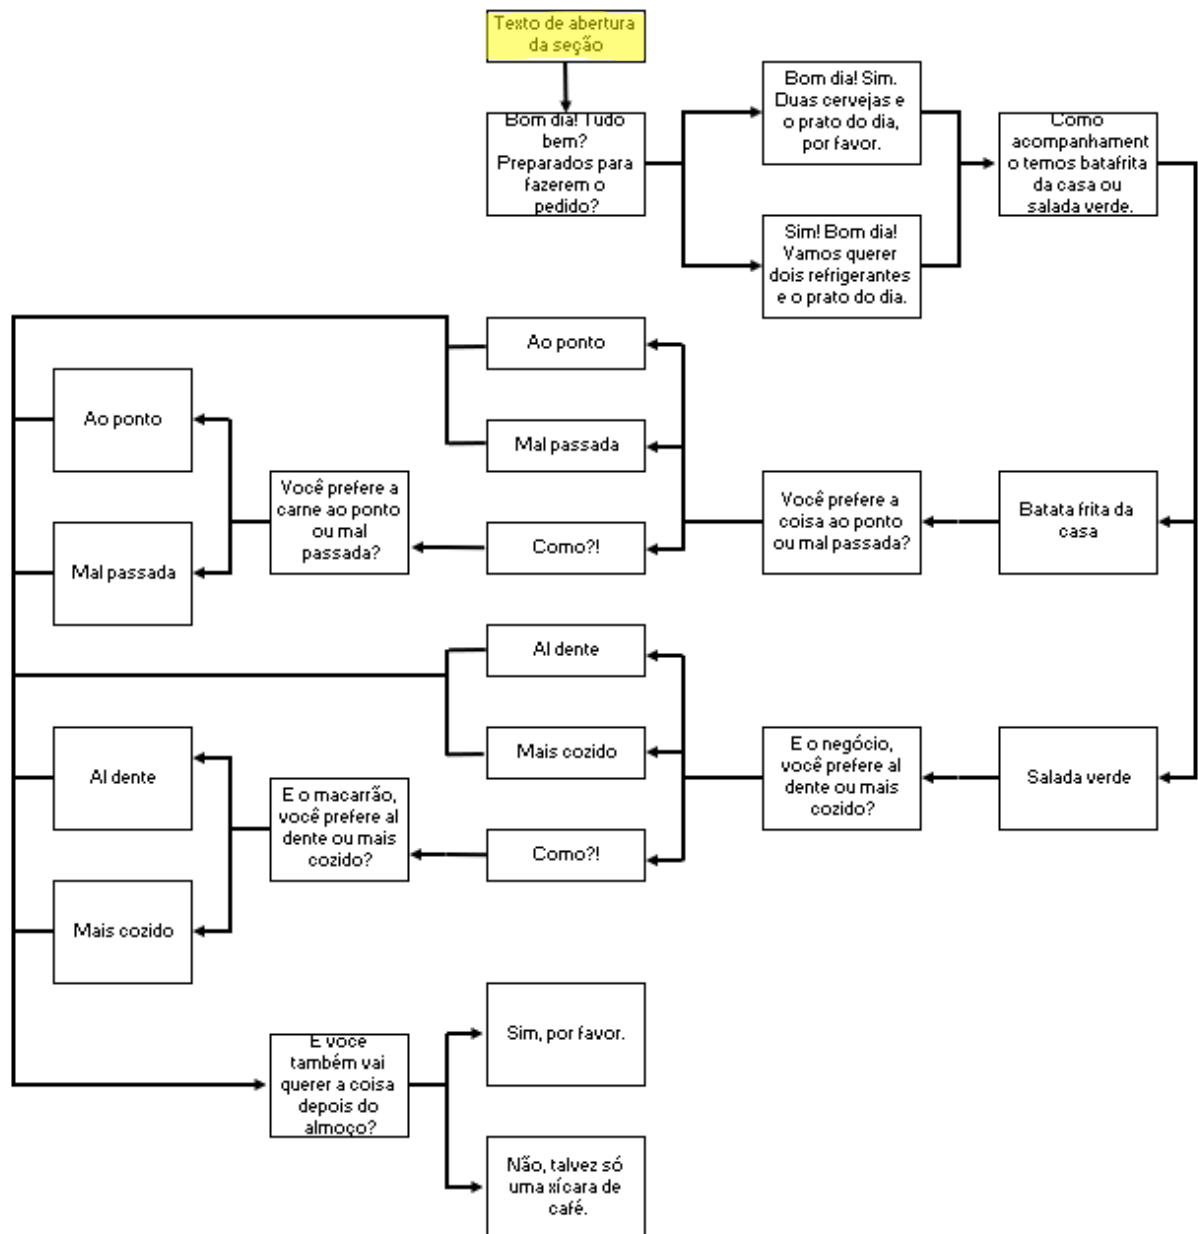 Texto de abertura
da seção
Bom dia! Tudo
bem?
Preparados para
fazerem o
pedido?
Bom dia! Sim.
Duas cervejas e
o prato do dia,
por favor.
Sim! Bom dia!
Vamos querer
dois refrigerantes
e o prato do dia.
Como
acompanhament
o temos batafrita
da casa ou
salada verde.
Batata frita da
casa
Você prefere a
coisa ao ponto
ou mal passada?
Ao ponto
Mal passada
Como?!
Você prefere a
carne ao ponto
ou mal
passada?
Ao ponto
Mal passada
Salada verde
E o negócio,
você prefere al
dente ou mais
cozido?
Al dente
Mais cozido
Como?!
E o macarrão,
você prefere al
dente ou mais
cozido?
Al dente
Mais cozido
E você
também vai
querer a coisa
depois do
almoço?
Sim, por favor.
Não, talvez só
uma xícara de
café.